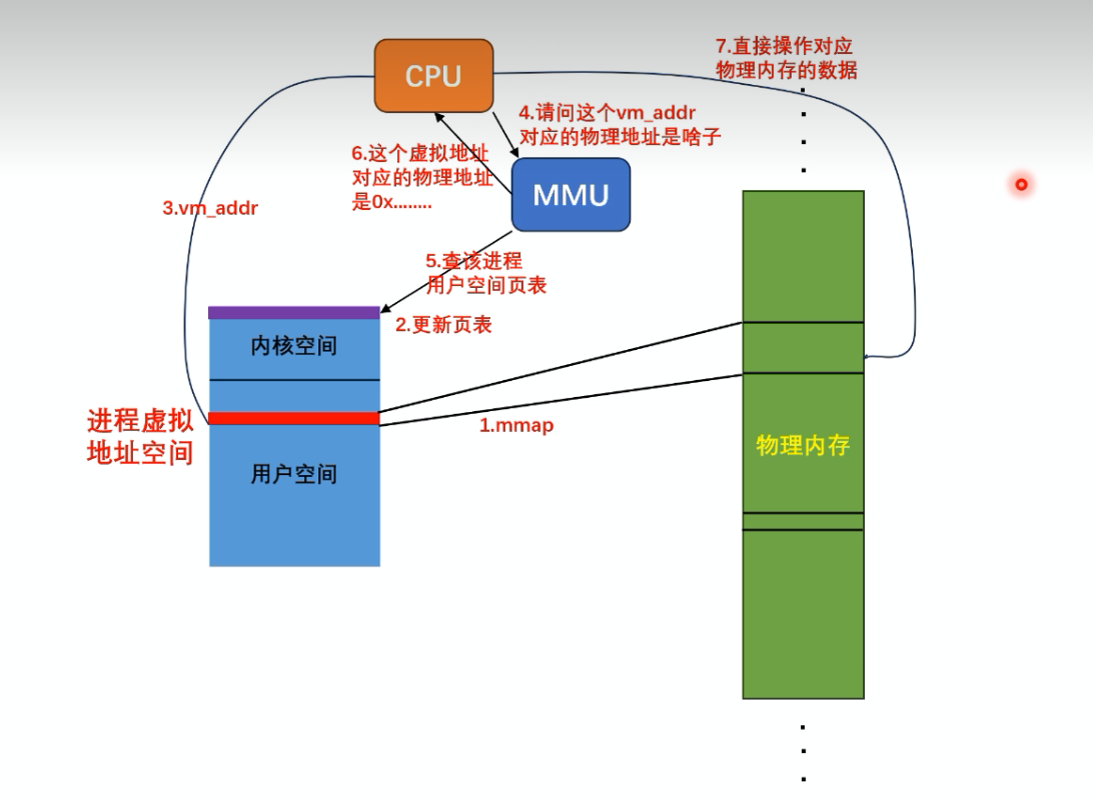 CPU
7.直接操作对应
物理内存的数据
4.请问这个vm_addr
对应的物理地址是啥子
6.这个虚拟地址
对应的物理地址
是0x........
MMU
3.vm_addr
5.查该进程
用户空间页表
2.更新页表
内核空间
进程虚拟
地址空间
1.mmap
物理内存
用户空间